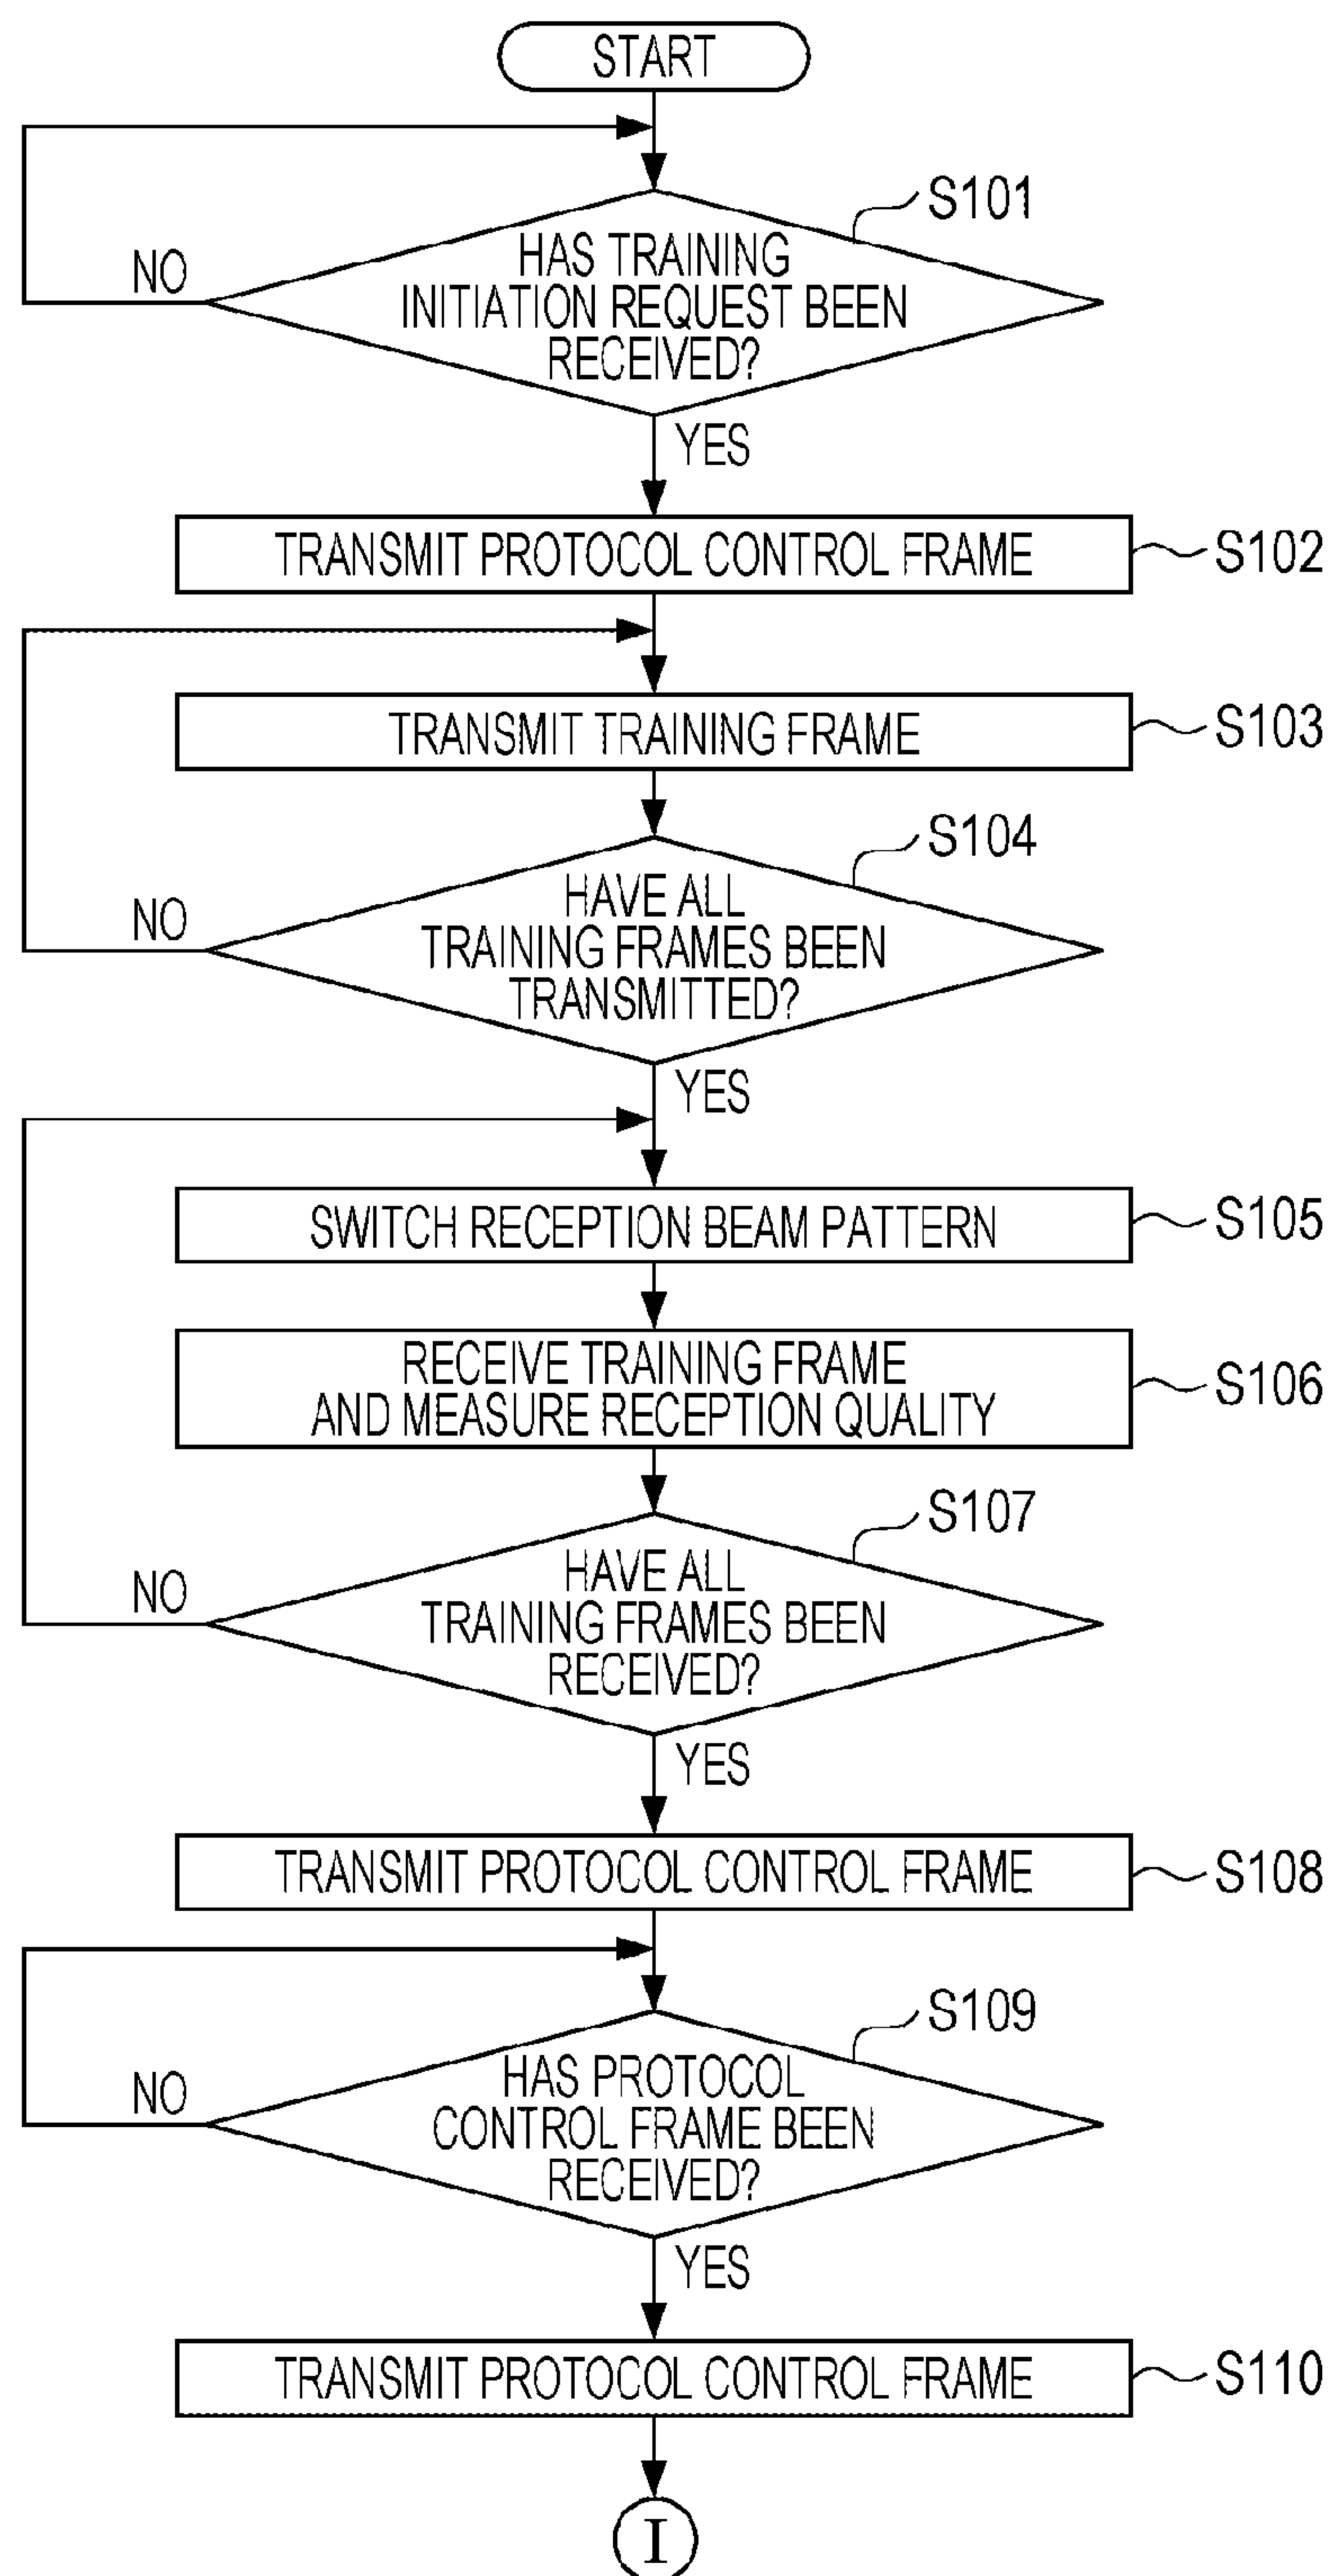 START
S101
HAS TRAINING
INITIATION REQUEST BEEN
RECEIVED?
NO
YES
TRANSMIT PROTOCOL CONTROL FRAME
S102
TRANSMIT TRAINING FRAME
S103
S104
HAVE ALL
TRAINING FRAMES BEEN
TRANSMITTED?
NO
YES
SWITCH RECEPTION BEAM PATTERN
S105
RECEIVE TRAINING FRAME
AND MEASURE RECEPTION QUALITY
S106
S107
HAVE ALL
TRAINING FRAMES BEEN
RECEIVED?
NO
YES
TRANSMIT PROTOCOL CONTROL FRAME
S108
S109
HAS PROTOCOL
CONTROL FRAME BEEN
RECEIVED?
NO
YES
TRANSMIT PROTOCOL CONTROL FRAME
S110
I